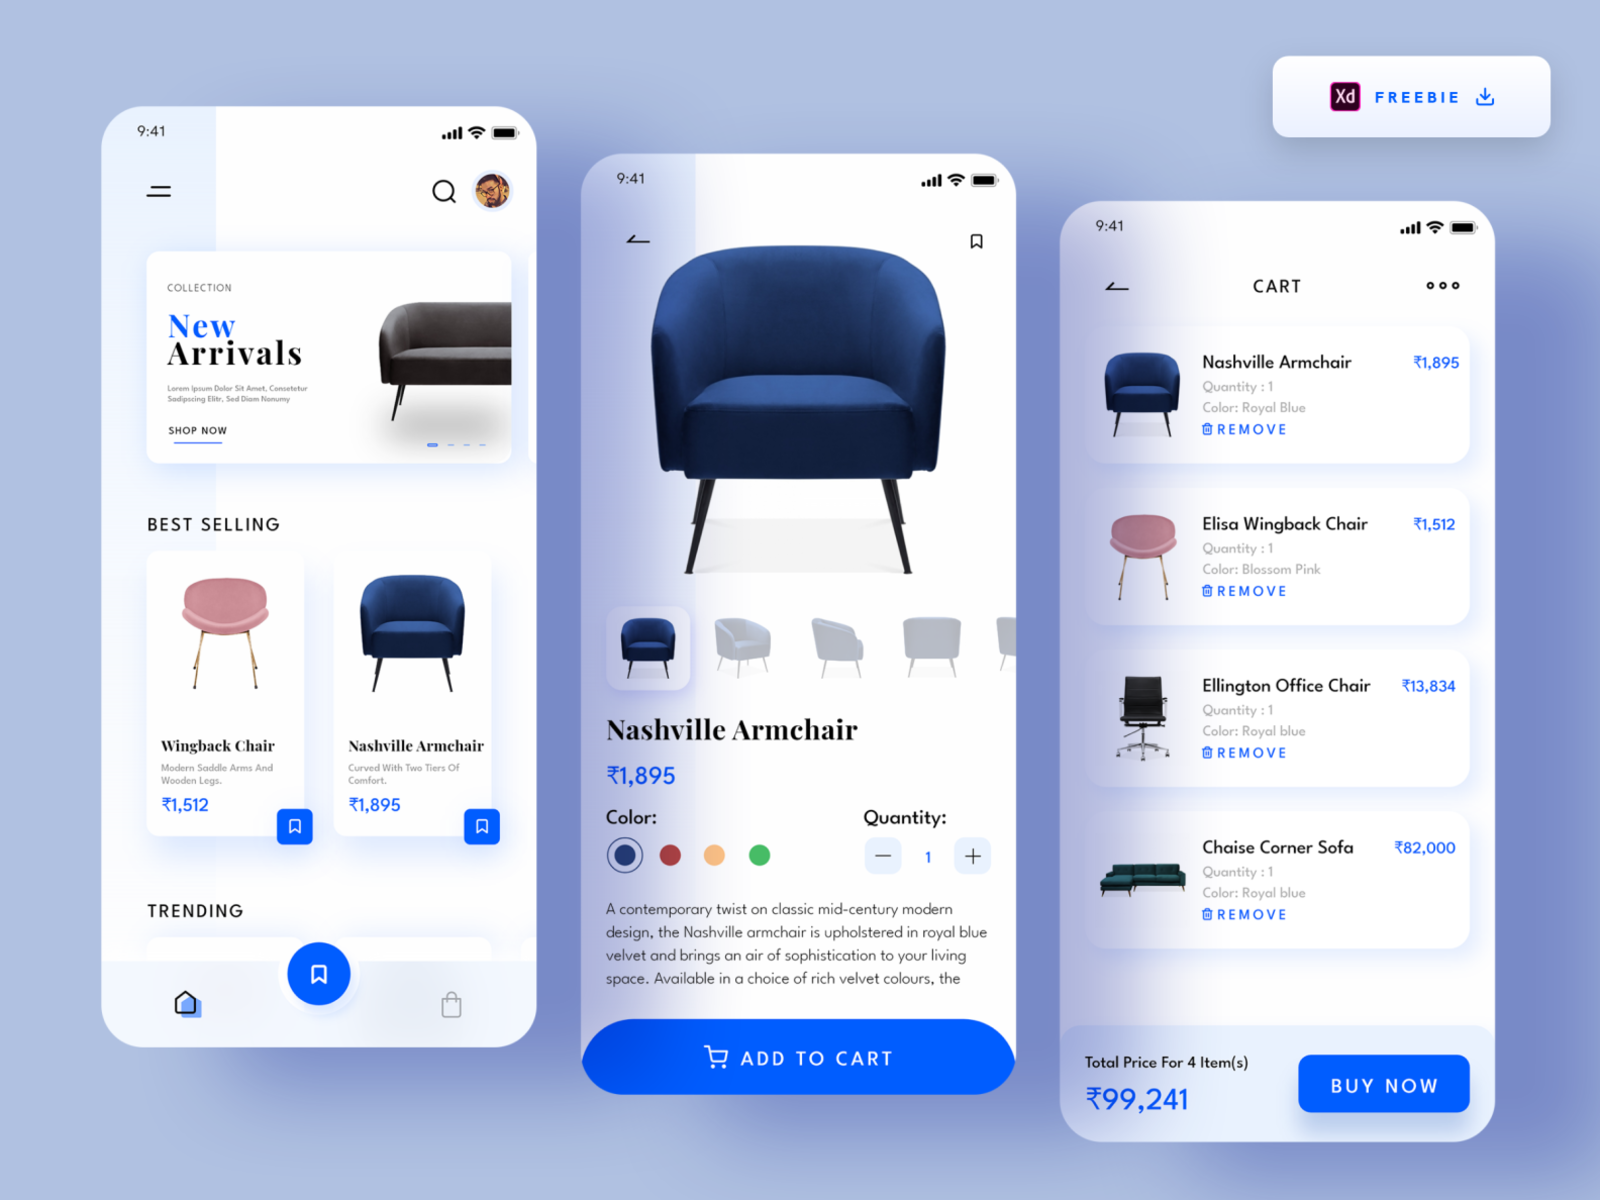 Xd FREEBIE
9:41
COLLECTION
New
Arrivals
Lorem Ipsum Dolor Sit Amet, Consetetur
Sadipscing Elitr, Sed Diam Nonumy
SHOP NOW
BEST SELLING
Wingback Chair
Modern Saddle Arms And
Wooden Legs.
₹1,512
Nashville Armchair
Curved With Two Tiers Of
Comfort.
₹1,895
TRENDING
9:41
Nashville Armchair
₹1,895
Color:
Quantity:
1
A contemporary twist on classic mid-century modern
design, the Nashville armchair is upholstered in royal blue
velvet and brings an air of sophistication to your living
space. Available in a choice of rich velvet colours, the
ADD TO CART
9:41
CART
Nashville Armchair ₹1,895
Quantity : 1
Color: Royal Blue
REMOVE
Elisa Wingback Chair ₹1,512
Quantity : 1
Color: Blossom Pink
REMOVE
Ellington Office Chair ₹13,834
Quantity : 1
Color: Royal blue
REMOVE
Chaise Corner Sofa ₹82,000
Quantity : 1
Color: Royal blue
REMOVE
Total Price For 4 Item(s)
₹99,241
BUY NOW